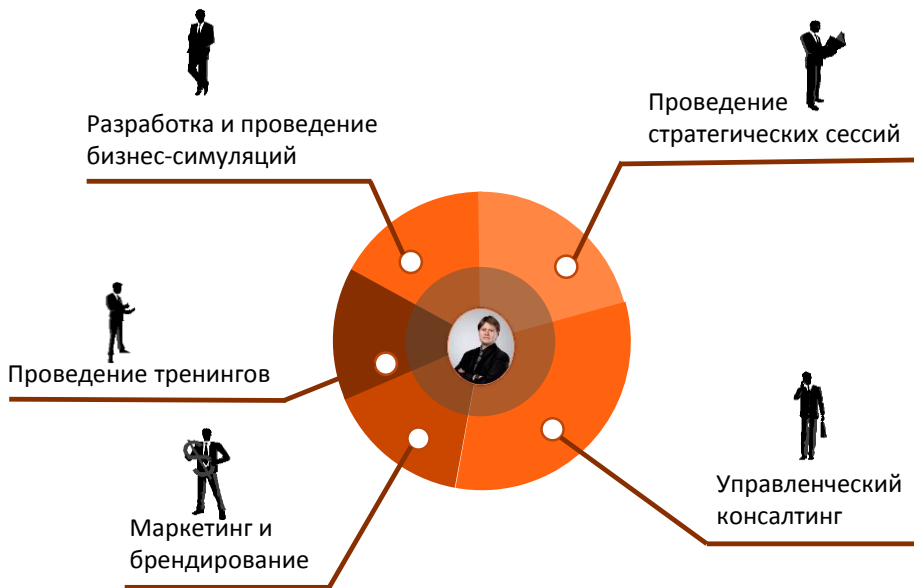 Разработка и проведение
бизнес-симуляций
Проведение
стратегических сессий
Проведение тренингов
Управленческий
консалтинг
Маркетинг и
брендирование